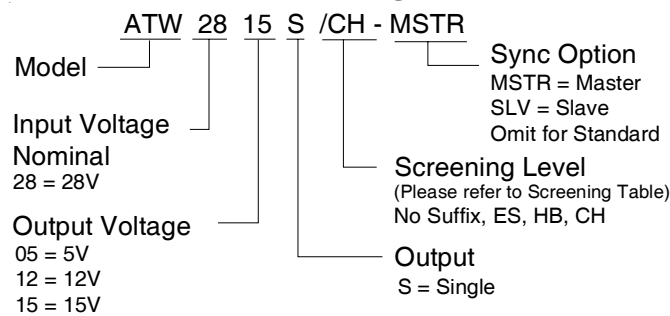 ATW 28 15 S /CH - MSTR
Model
Input Voltage
Nominal
28 = 28V
Output Voltage
05 = 5V
12 = 12V
15 = 15V
Sync Option
MSTR = Master
SLV = Slave
Omit for Standard
Screening Level
(Please refer to Screening Table)
No Suffix, ES, HB, CH
Output
S = Single